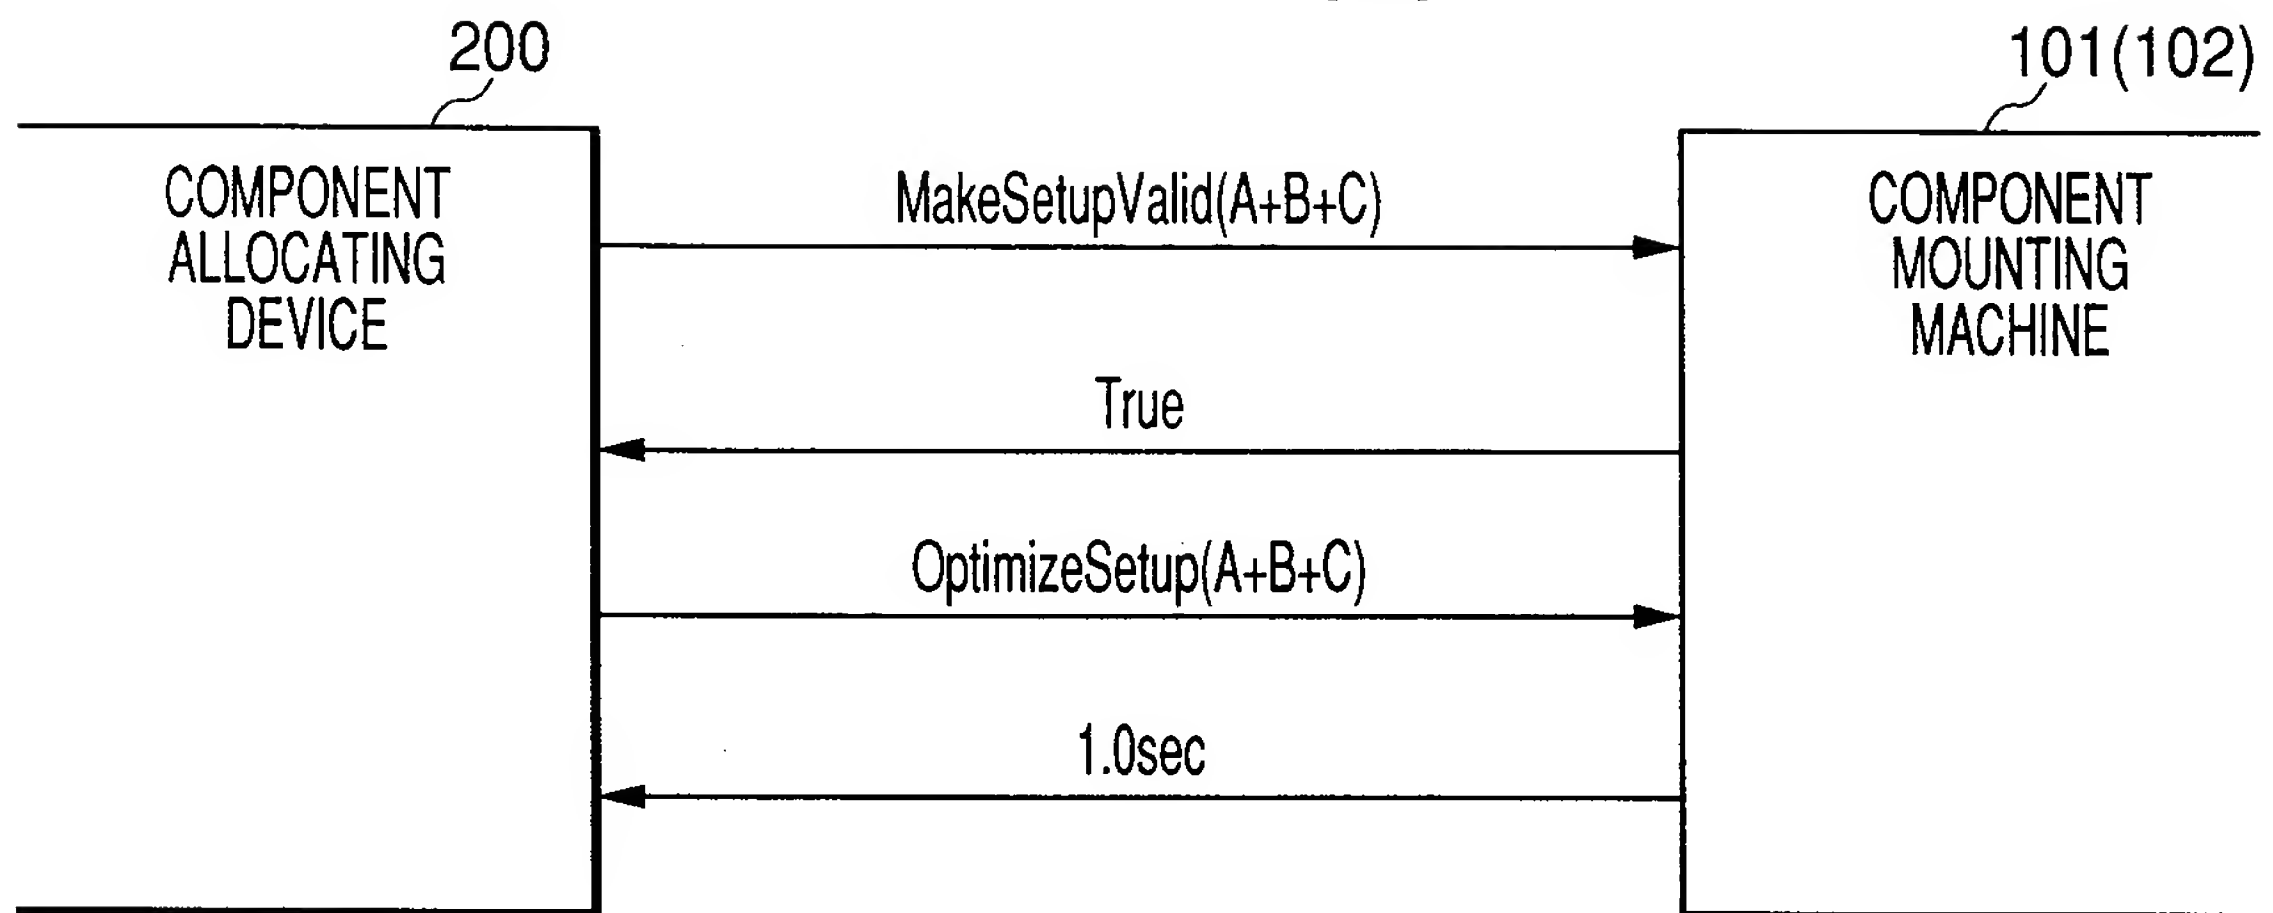 200
101(102)
COMPONENT
ALLOCATING
DEVICE
MakeSetupValid(A+B+C)
COMPONENT
MOUNTING
MACHINE
True
OptimizeSetup(A+B+C)
1.0sec